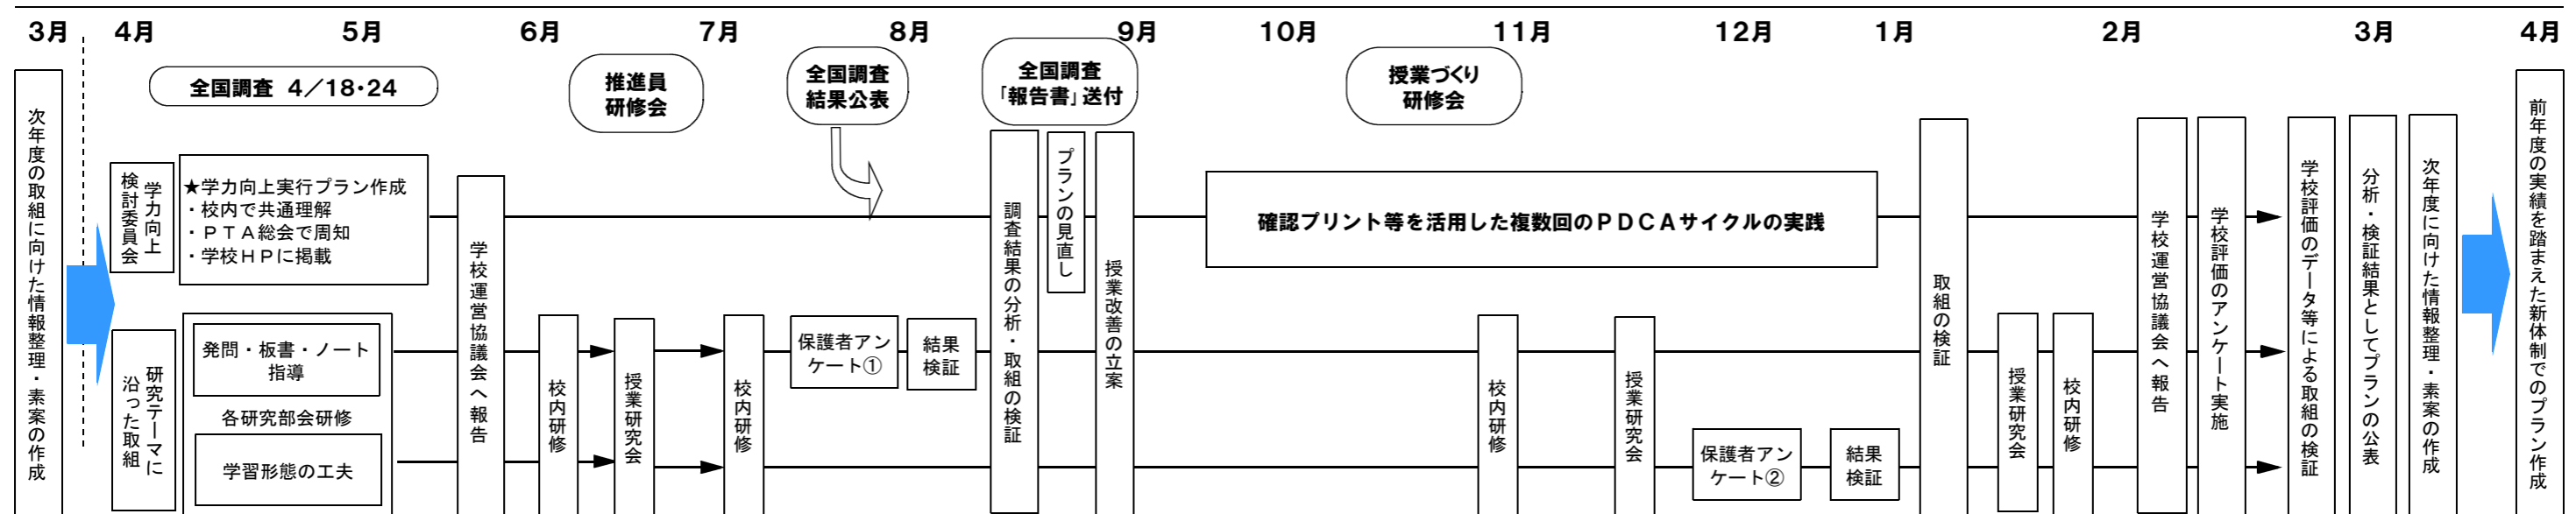 3月 4月 5月 6月 7月 8月 9月 10月 11月 12月 1月 2月 3月 4月
全国調査 4／18・24
推進員
研修会
全国調査
結果公表
全国調査
「報告書」送付
授業づくり
研修会
次年度の取組に向けた情報整理・素案の作成
学力向上
検討委員会
★学力向上実行プラン作成
・校内で共通理解
・ＰＴＡ総会で周知
・学校ＨＰに掲載
研究テーマに
沿った取組
発問・板書・ノート
指導
各研究部会研修
学習形態の工夫
学校運営協議会へ報告
校内研修
授業研究会
校内研修
保護者アン
ケート①
結果
検証
調査結果の分析・取組の検証
プランの見直し
授業改善の立案
確認プリント等を活用した複数回のＰＤＣＡサイクルの実践
校内研修
授業研究会
保護者アン
ケート②
結果
検証
取組の検証
授業研究会
校内研修
学校運営協議会へ報告
学校評価のアンケート実施
学校評価のデータ等による取組の検証
分析・検証結果としてプランの公表
次年度に向けた情報整理・素案の作成
前年度の実績を踏まえた新体制でのプラン作成